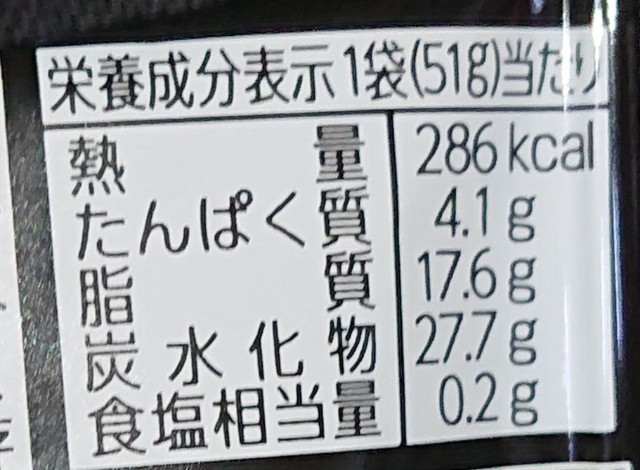 栄養成分表示 1袋(51g)当たり
熱量 286kcal
たんぱく質 4.1g
脂質 17.6g
炭水化物 27.7g
食塩相当量 0.2g